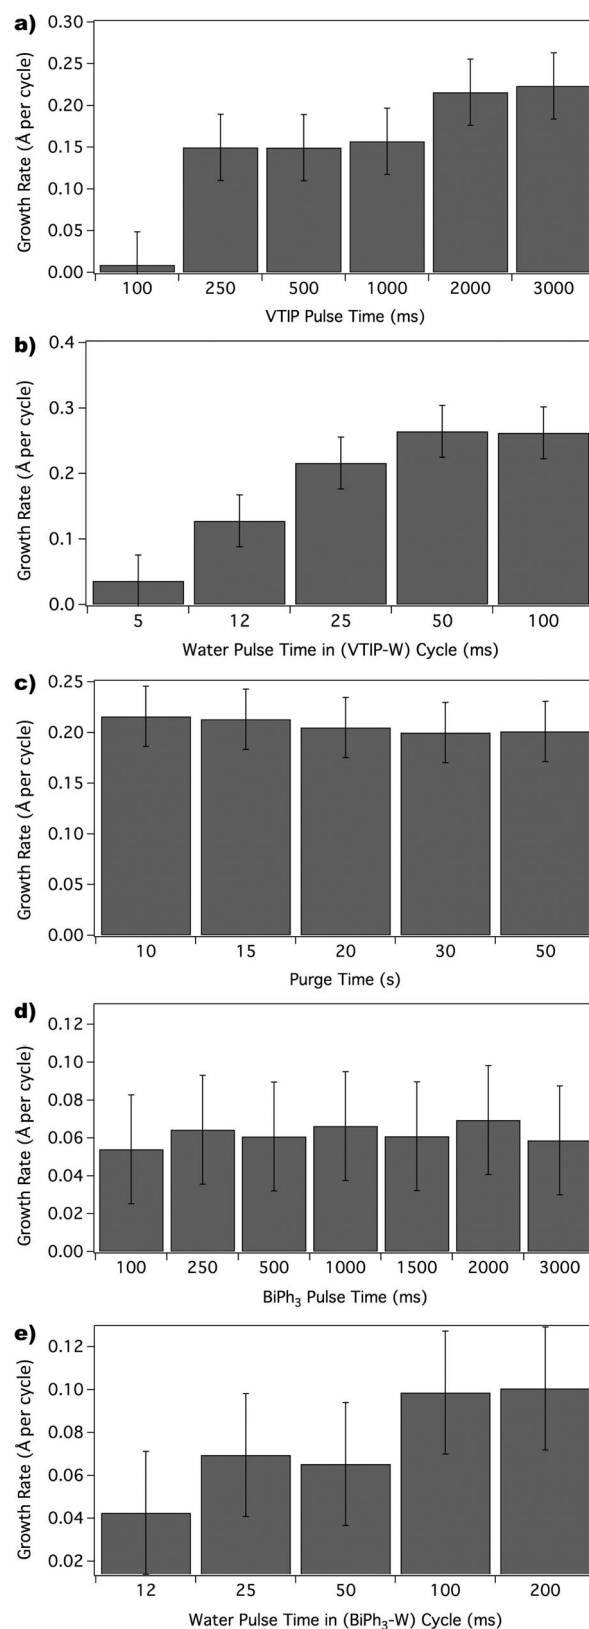 a)
Growth Rate (Å per cycle)
0.30
0.25
0.20
0.15
0.10
0.05
0.00
100 250 500 1000 2000 3000
VTIP Pulse Time (ms)
b)
Growth Rate (Å per cycle)
0.4
0.3
0.2
0.1
0.0
5 12 25 50 100
Water Pulse Time in (VTIP-W) Cycle (ms)
c)
Growth Rate (Å per cycle)
0.25
0.20
0.15
0.10
0.05
0.00
10 15 20 30 50
Purge Time (s)
d)
Growth Rate (Å per cycle)
0.12
0.10
0.08
0.06
0.04
0.02
0.00
100 250 500 1000 1500 2000 3000
BiPh₃ Pulse Time (ms)
e)
Growth Rate (Å per cycle)
0.12
0.10
0.08
0.06
0.04
0.02
12 25 50 100 200
Water Pulse Time in (BiPh₃-W) Cycle (ms)